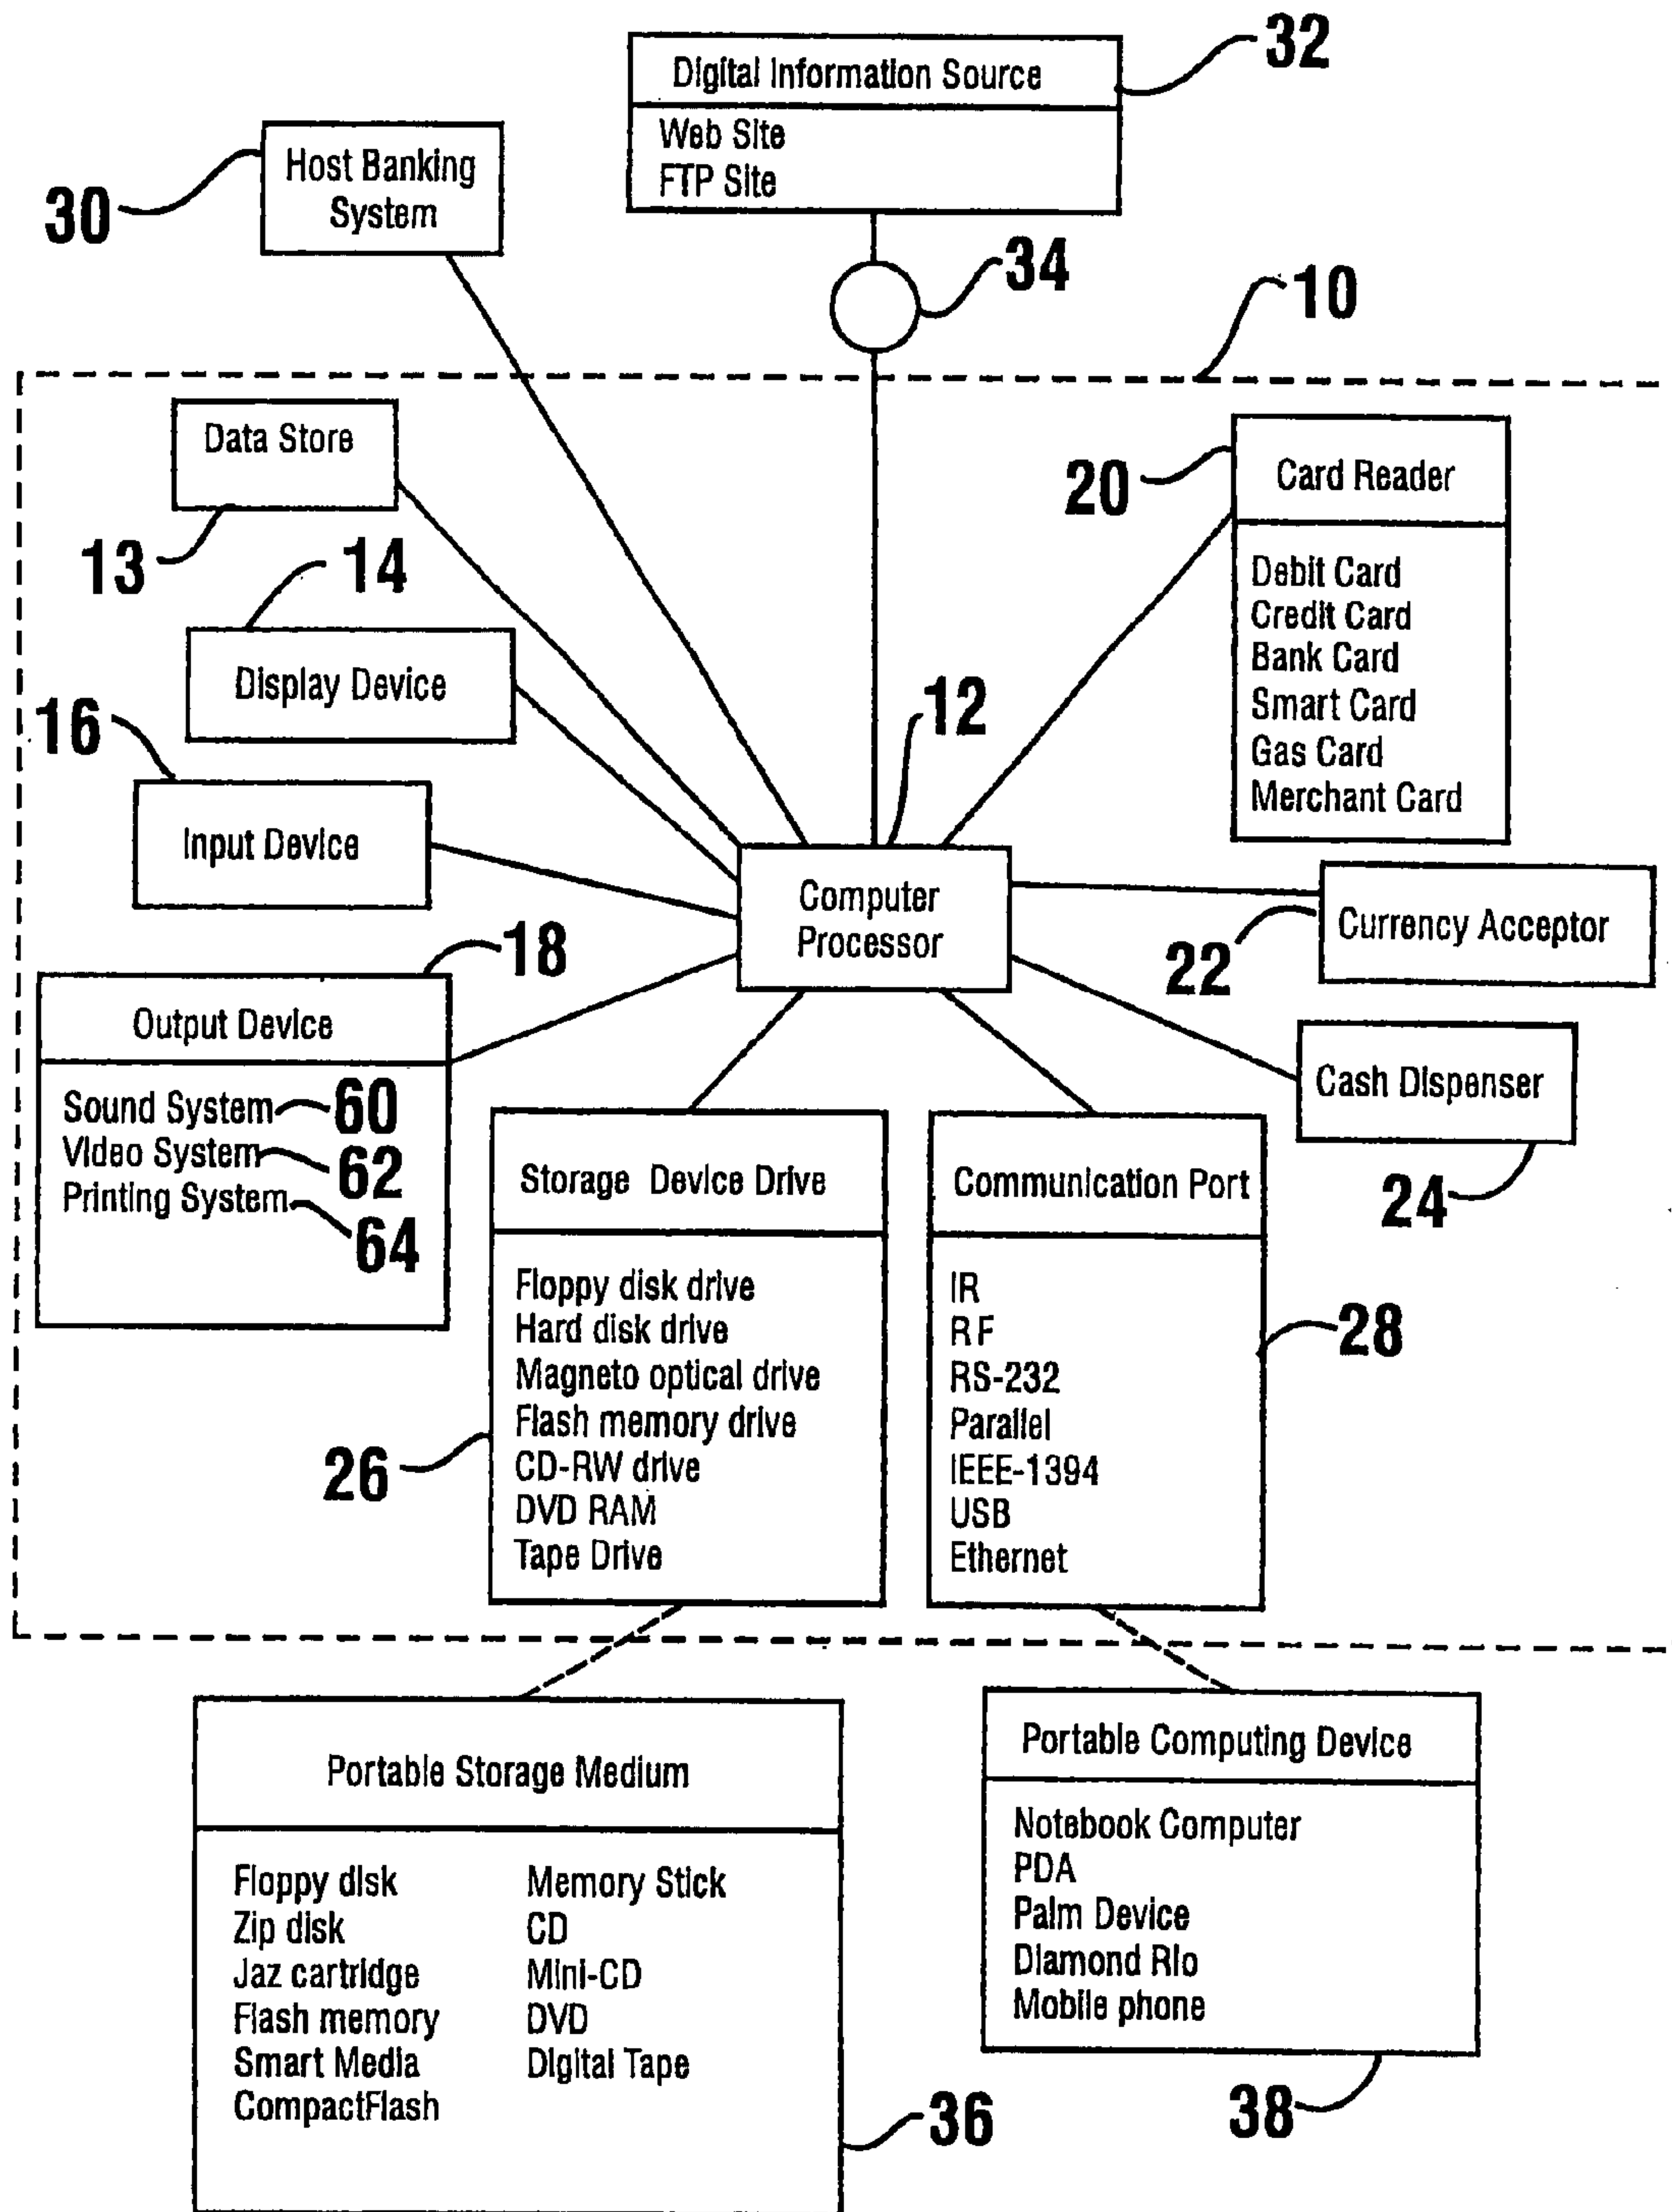 32
Digital Information Source
Web Site
FTP Site
30
Host Banking
System
34
10
Data Store
13
14
Display Device
16
Input Device
12
Computer
Processor
20
Card Reader
Debit Card
Credit Card
Bank Card
Smart Card
Gas Card
Merchant Card
22
Currency Acceptor
18
Output Device
Sound System 60
Video System 62
Printing System 64
Cash Dispenser
24
Storage Device Drive
Floppy disk drive
Hard disk drive
Magneto optical drive
Flash memory drive
CD-RW drive
DVD RAM
Tape Drive
26
Communication Port
IR
RF
RS-232
Parallel
IEEE-1394
USB
Ethernet
28
Portable Storage Medium
Floppy disk
Zip disk
Jaz cartridge
Flash memory
Smart Media
CompactFlash
Memory Stick
CD
Mini-CD
DVD
Digital Tape
36
Portable Computing Device
Notebook Computer
PDA
Palm Device
Diamond Rio
Mobile phone
38